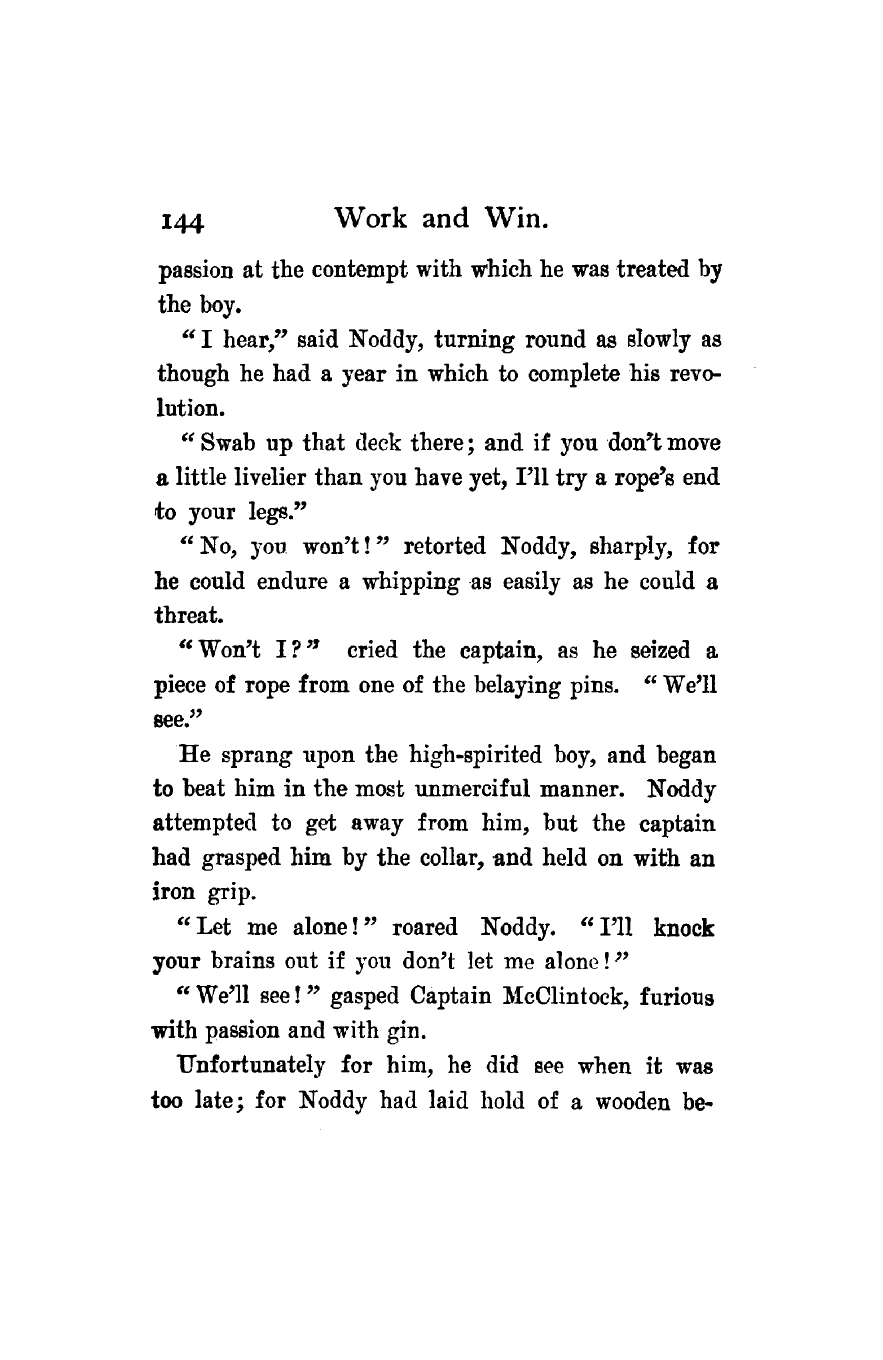 144 Work and Win.
passion at the contempt with which he was treated by
the boy.
“I hear,” said Noddy, turning round as slowly as
though he had a year in which to complete his revo-
lution.
“Swab up that deck there; and if you don’t move
a little livelier than you have yet, I’ll try a rope’s end
to your legs.”
“No, you won’t!” retorted Noddy, sharply, for
he could endure a whipping as easily as he could a
threat.
“Won’t I?” cried the captain, as he seized a
piece of rope from one of the belaying pins. “We’ll
see.”
He sprang upon the high-spirited boy, and began
to beat him in the most unmerciful manner. Noddy
attempted to get away from him, but the captain
had grasped him by the collar, and held on with an
iron grip.
“Let me alone!” roared Noddy. “I’ll knock
your brains out if you don’t let me alone!”
“We’ll see!” gasped Captain McClintock, furious
with passion and with gin.
Unfortunately for him, he did see when it was
too late; for Noddy had laid hold of a wooden be-